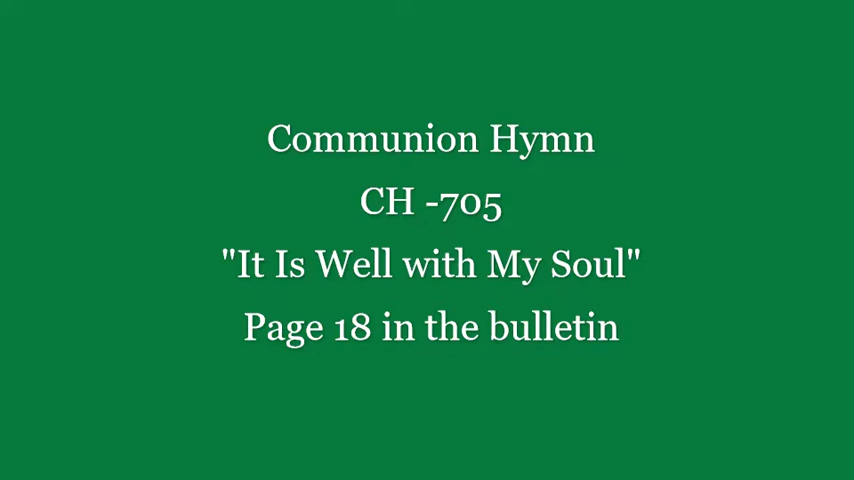 Communion Hymn
CH -705
"It Is Well with My Soul"
Page 18 in the bulletin